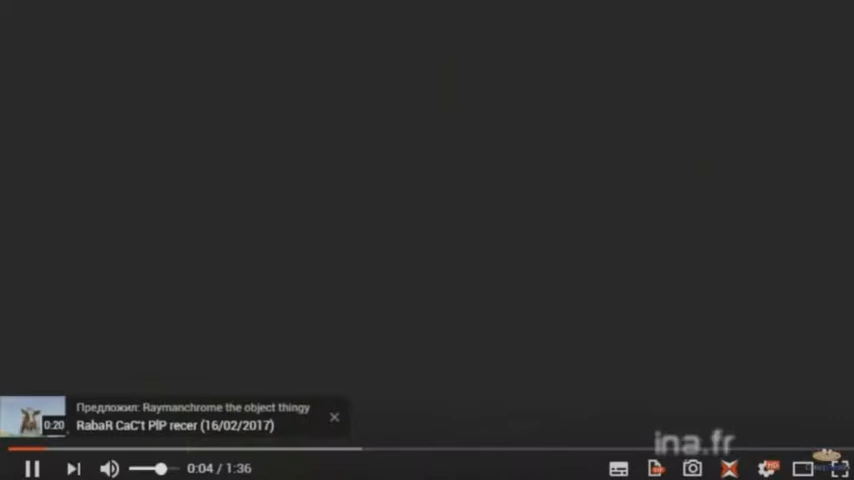 Предложил: Raymanchrome the object thingy
0:20
RabaR CaC't PlP recer (16/02/2017)
ina.fr
0:04 / 1:36
HD